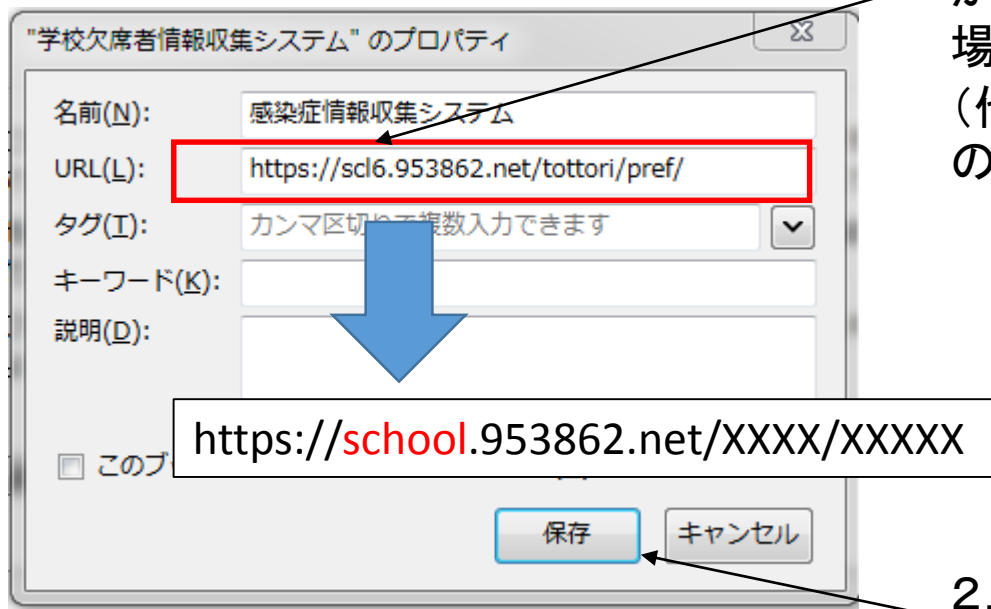 "学校欠席者情報収集システム" のプロパティ
場
(
の
名前(N): 感染症情報収集システム
URL(L): https://scl6.953862.net/tottori/pref/
タグ(T): カンマ区切りで複数入力できます
キーワード(K):
説明(D):
https://school.953862.net/XXXX/XXXXX
このブ
保存 キャンセル
2.